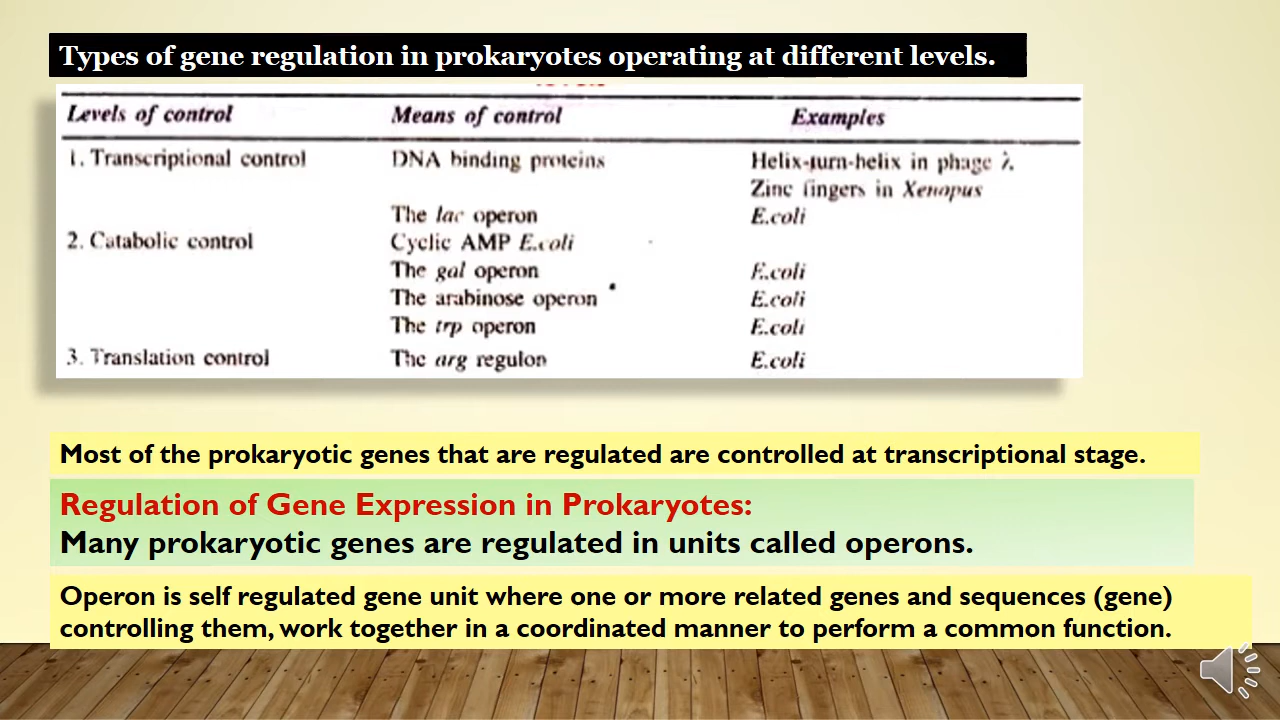 Types of gene regulation in prokaryotes operating at different levels.
Levels of control Means of control Examples
1. Transcriptional control DNA binding proteins Helix-turn-helix in phage λ
Zinc fingers in Xenopus
The lac operon E.coli
2. Catabolic control Cyclic AMP E.coli
The gal operon E.coli
The arabinose operon E.coli
The trp operon E.coli
3. Translation control The arg regulon E.coli
Most of the prokaryotic genes that are regulated are controlled at transcriptional stage.
Regulation of Gene Expression in Prokaryotes:
Many prokaryotic genes are regulated in units called operons.
Operon is self regulated gene unit where one or more related genes and sequences (gene)
controlling them, work together in a coordinated manner to perform a common function.